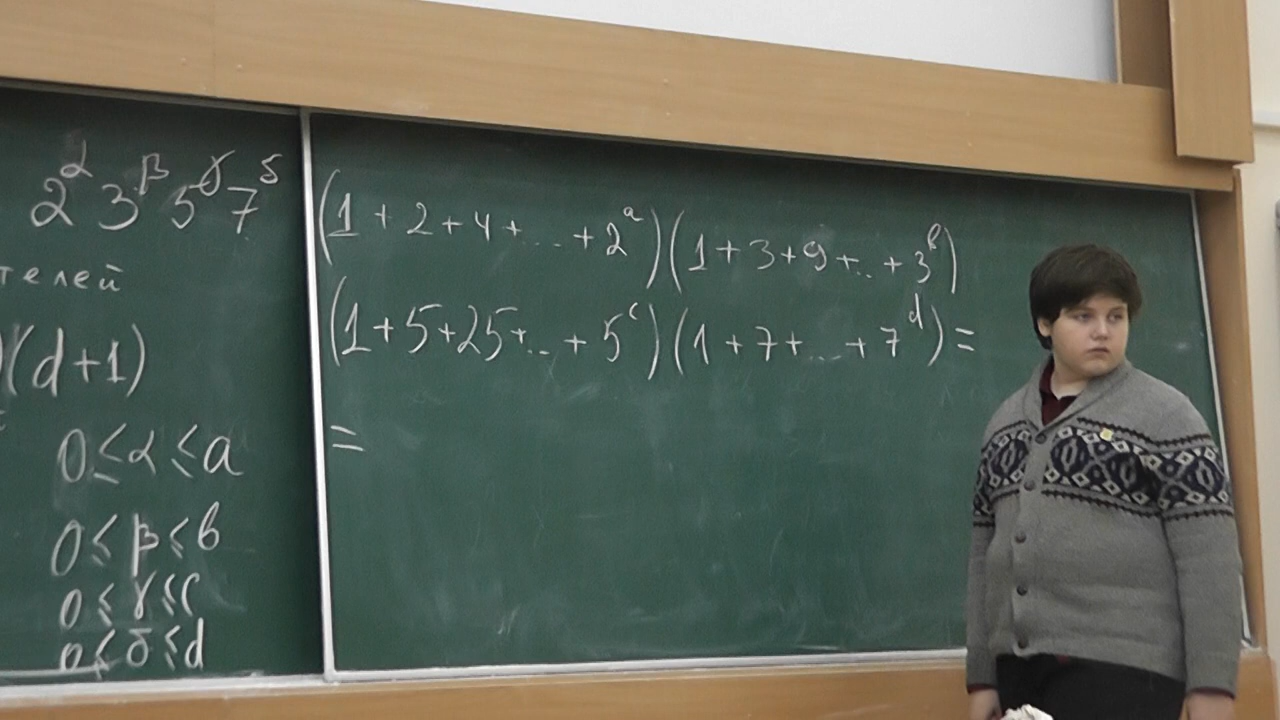 2^α 3^β 5^γ 7^δ
телей
)(d+1)
0≤α≤a
0≤β≤b
0≤γ≤c
0≤δ≤d
(1+2+4+...+2^a)(1+3+9+...+3^b)
(1+5+25+...+5^c)(1+7+...+7^d)=
=